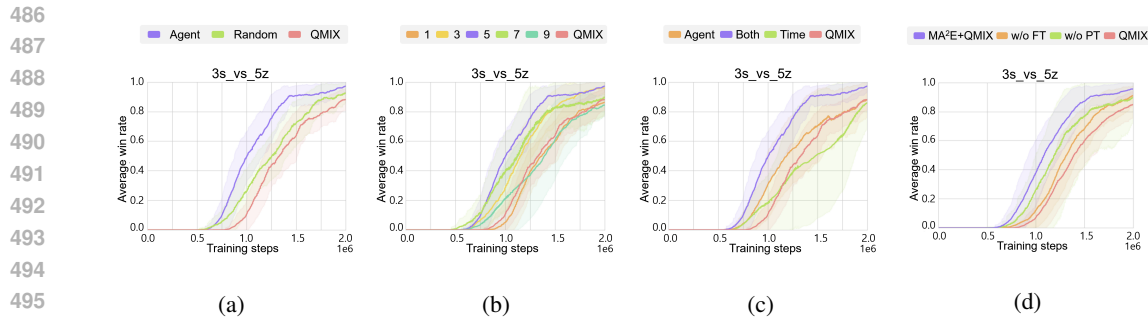 486
487
488
489
490
491
492
493
494
495
Agent Random QMIX
3s_vs_5z
Average win rate
1.0
0.8
0.6
0.4
0.2
0.0
0.0 0.5 1.0 1.5 2.0
Training steps 1e6
(a)
1 3 5 7 9 QMIX
3s_vs_5z
Average win rate
1.0
0.8
0.6
0.4
0.2
0.0
0.0 0.5 1.0 1.5 2.0
Training steps 1e6
(b)
Agent Both Time QMIX
3s_vs_5z
Average win rate
1.0
0.8
0.6
0.4
0.2
0.0
0.0 0.5 1.0 1.5 2.0
Training steps 1e6
(c)
MA²E+QMIX w/o FT w/o PT QMIX
3s_vs_5z
Average win rate
1.0
0.8
0.6
0.4
0.2
0.0
0.0 0.5 1.0 1.5 2.0
Training steps 1e6
(d)